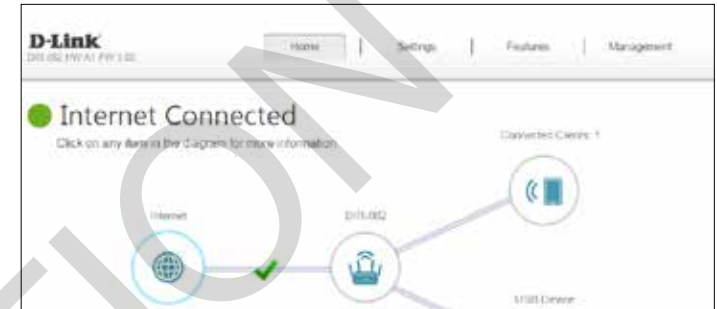 D-Link
Home | Settings | Features | Management
Internet Connected
Click on any item in the diagram for more information.
Connected Clients: 1
Internet
USB Device